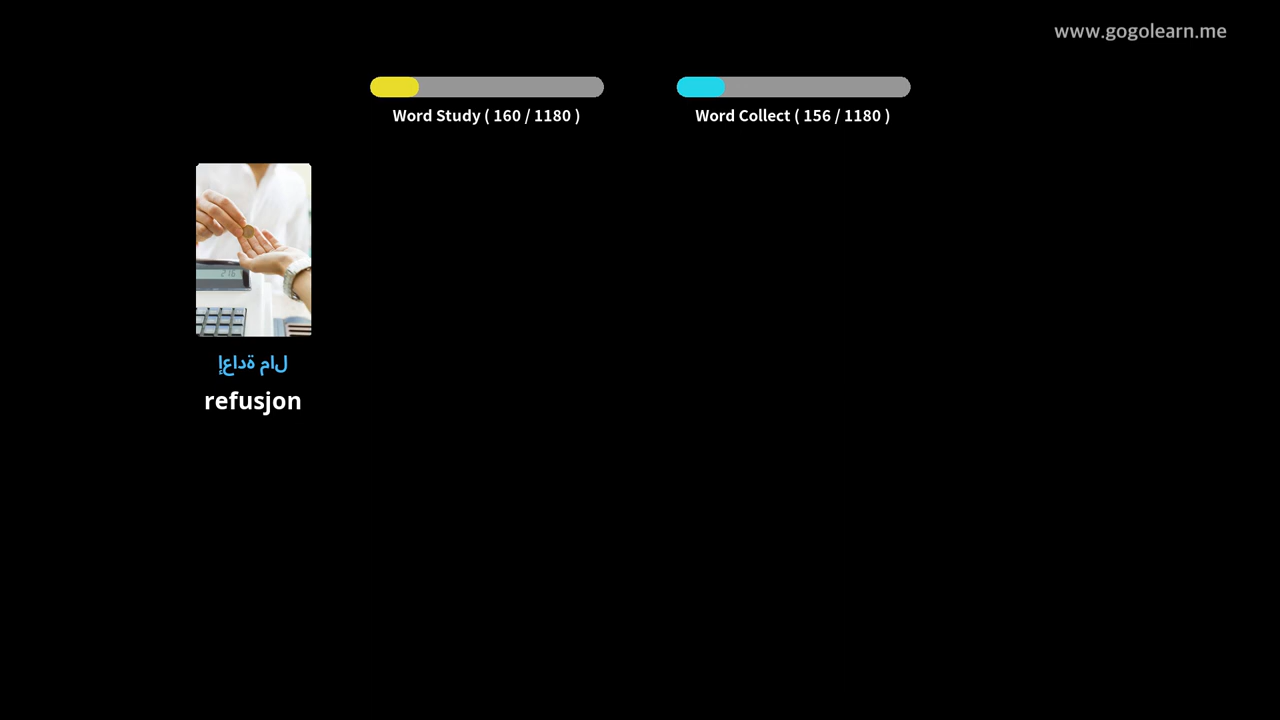 www.gogolearn.me
Word Study ( 160 / 1180 )
Word Collect ( 156 / 1180 )
إعادة مال
refusjon